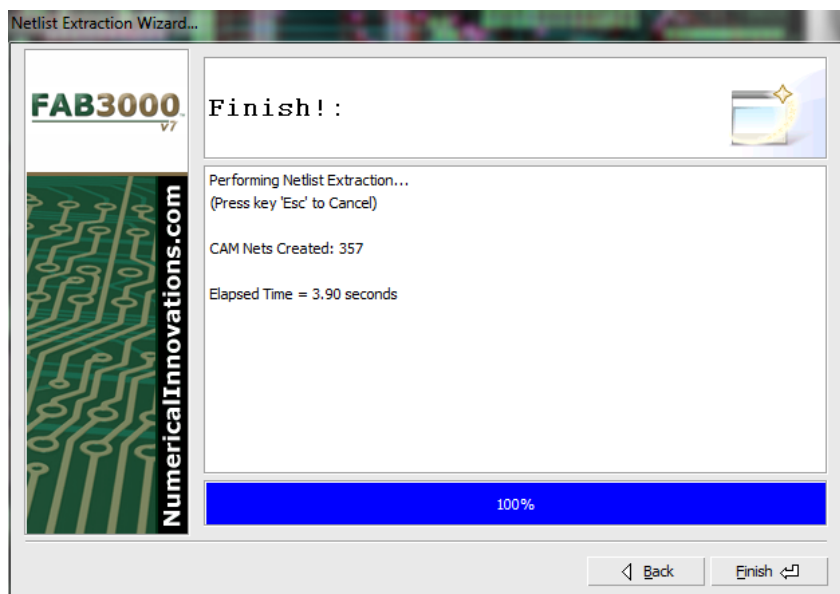 Netlist Extraction Wizard...
FAB3000
v7
NumericalInnovations.com
Finish!:
Performing Netlist Extraction...
(Press key 'Esc' to Cancel)
CAM Nets Created: 357
Elapsed Time = 3.90 seconds
100%
Back
Finish